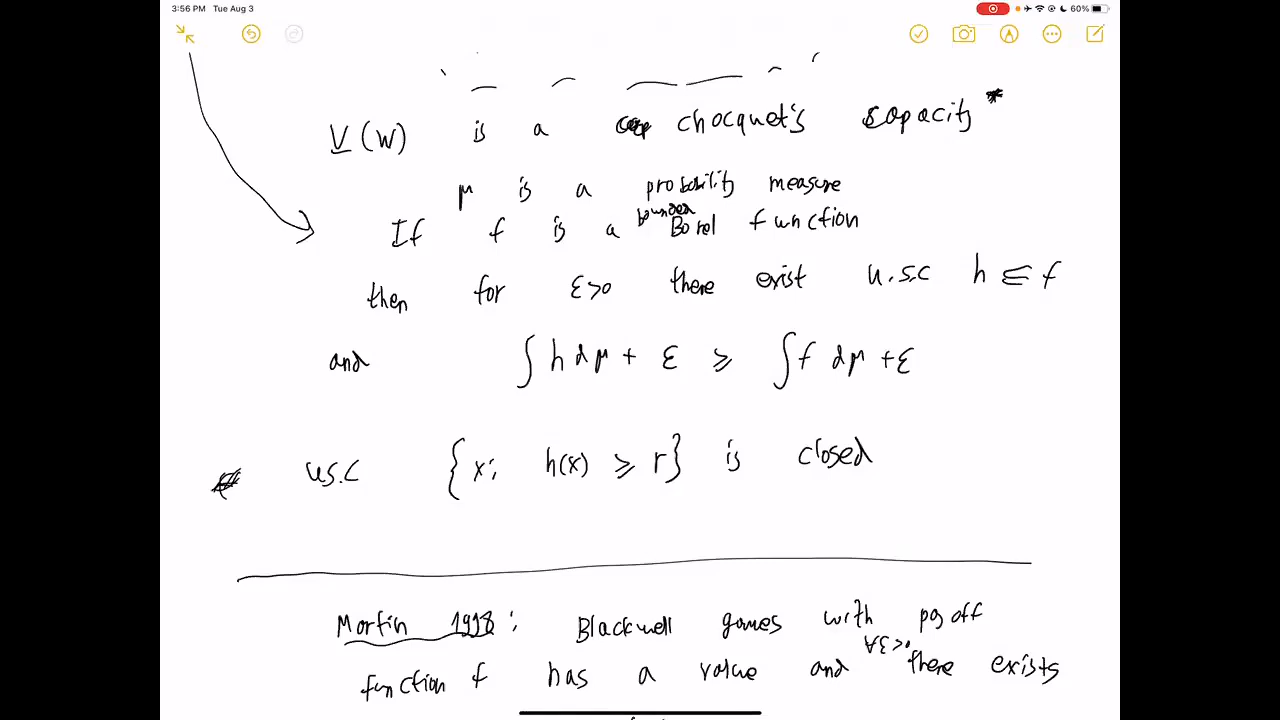 3:56 PM Tue Aug 3
60%
V(W) is a chocquet's capacity*
μ is a probability measure
If f is a bounded Borel function
then for ε>0 there exist u.s.c h ≤ f
and ∫ h dμ + ε ≥ ∫ f dμ + ε
u.s.c {x; h(x) ≥ r} is closed
Martin 1998: Blackwell games with payoff
function f has a value and ∀ε>0 there exists